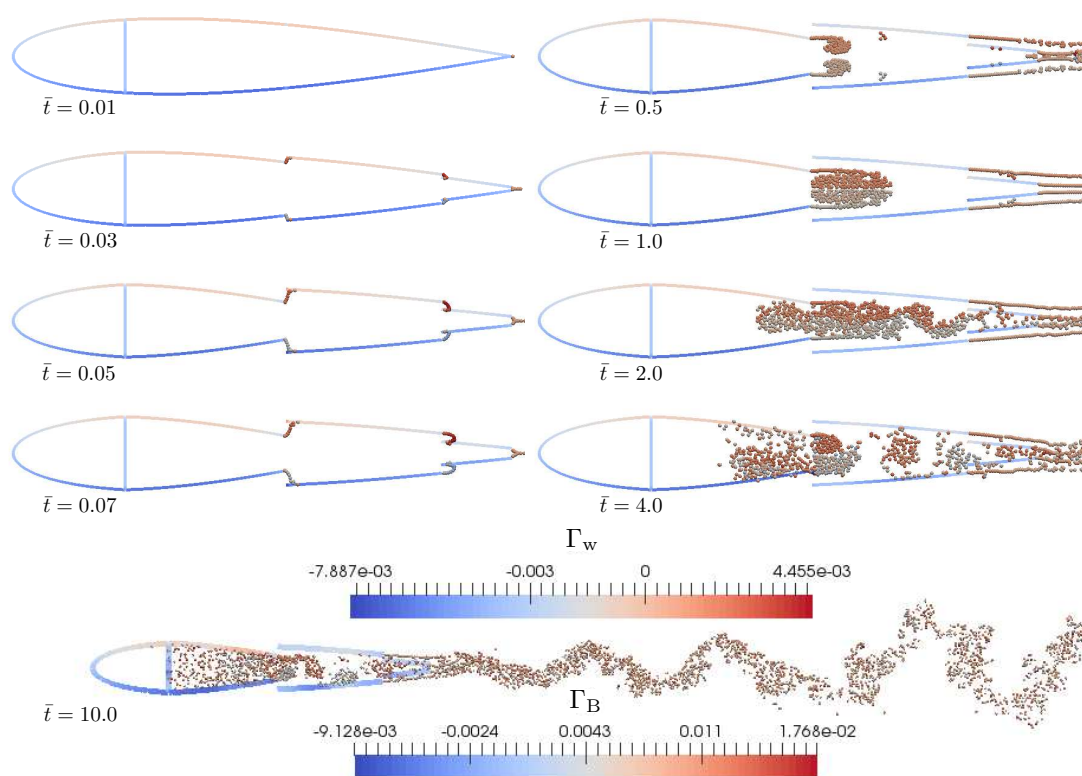 t̄ = 0.01
t̄ = 0.5
t̄ = 0.03
t̄ = 1.0
t̄ = 0.05
t̄ = 2.0
t̄ = 0.07
t̄ = 4.0
Γw
-7.887e-03 -0.003 0 4.455e-03
t̄ = 10.0
ΓB
-9.128e-03 -0.0024 0.0043 0.011 1.768e-02